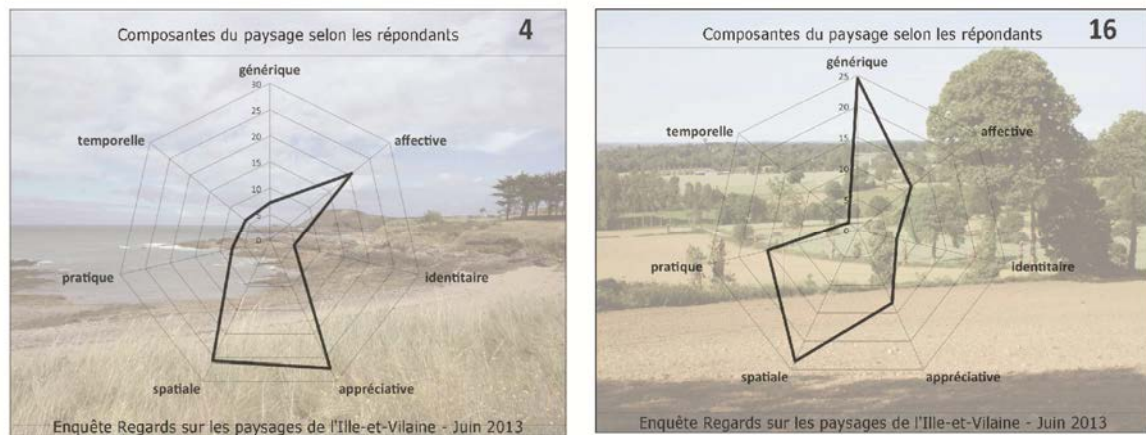 Composantes du paysage selon les répondants 4
générique
30
25
20
15
10
5
0
temporelle
affective
pratique
identitaire
spatiale
appréciative
Enquête Regards sur les paysages de l'Ille-et-Vilaine - Juin 2013
Composantes du paysage selon les répondants 16
générique
25
20
15
10
5
0
temporelle
affective
pratique
identitaire
spatiale
appréciative
Enquête Regards sur les paysages de l'Ille-et-Vilaine - Juin 2013